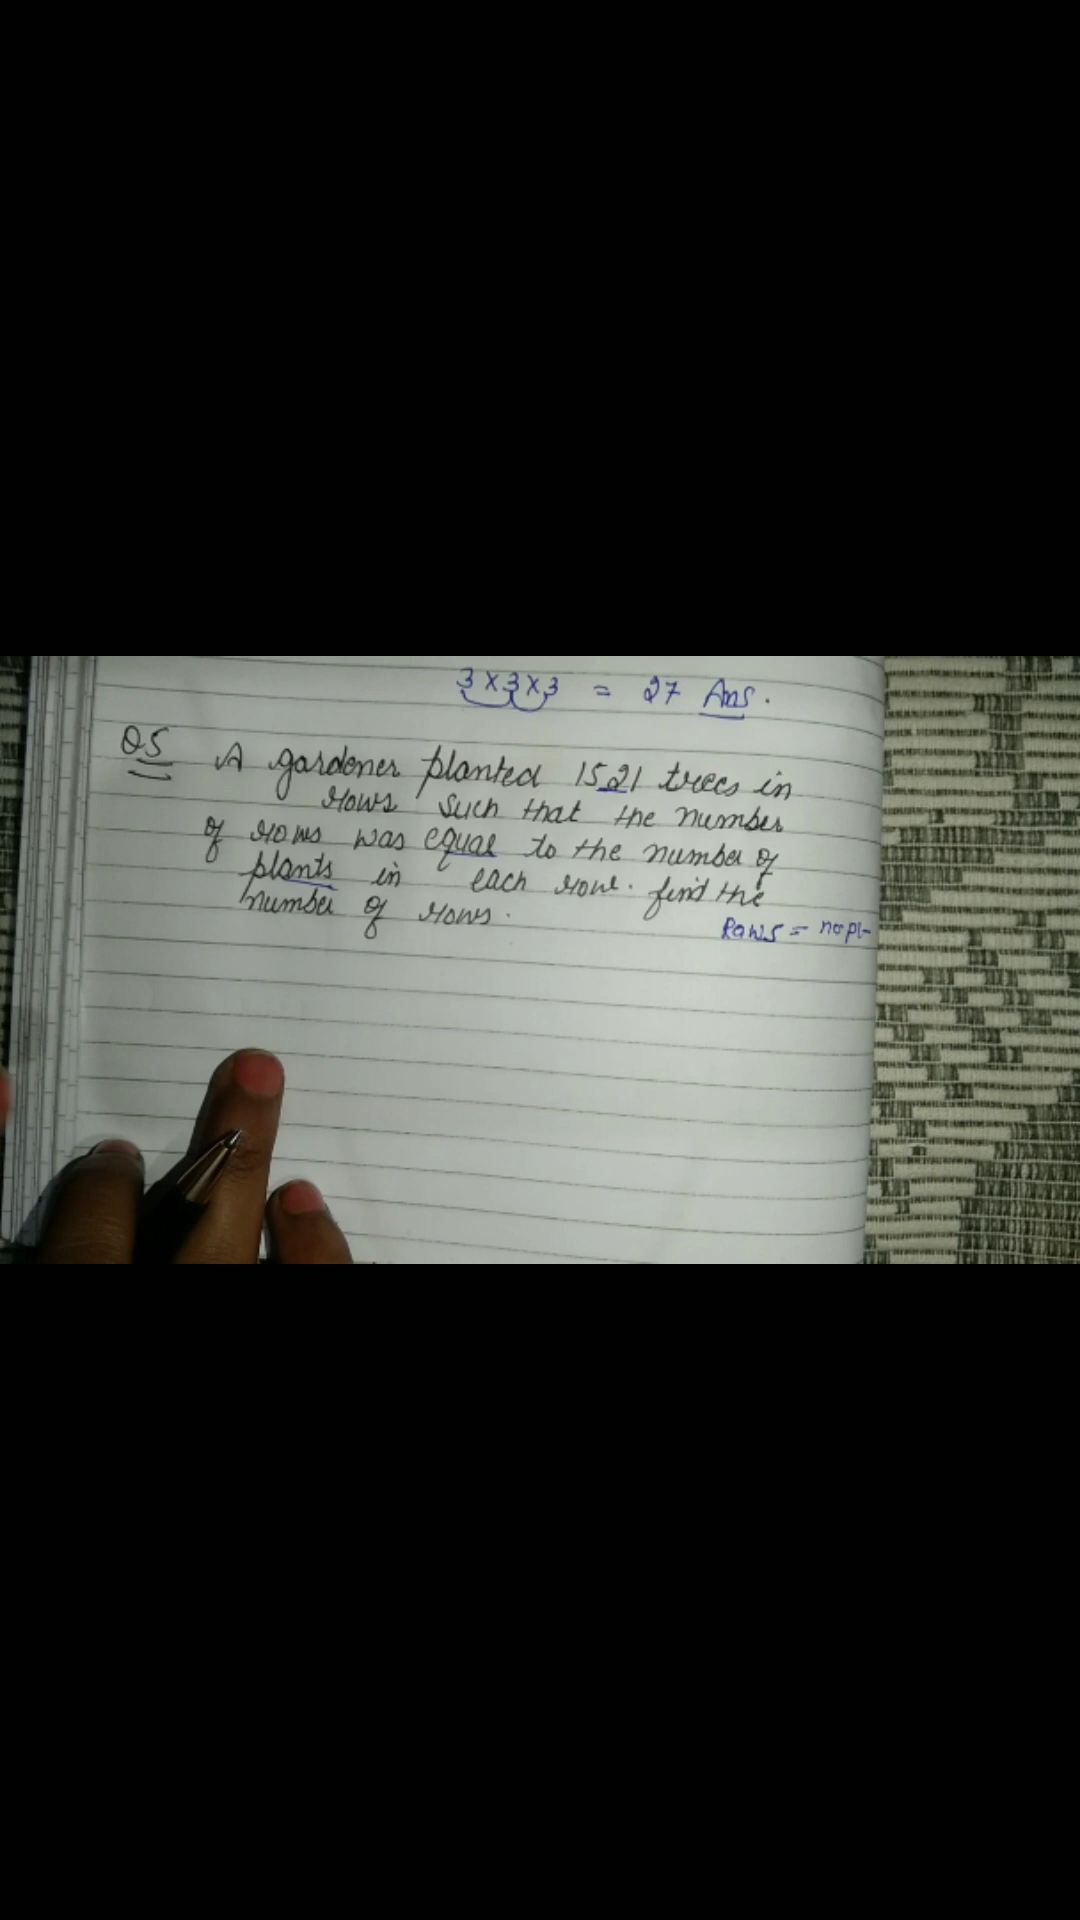 3 x 3 x 3 = 27 Ans.
Q5 A gardener planted 1521 trees in
rows such that the number
of rows was equal to the number of
plants in each row. find the
number of rows.
Rows = no pl-